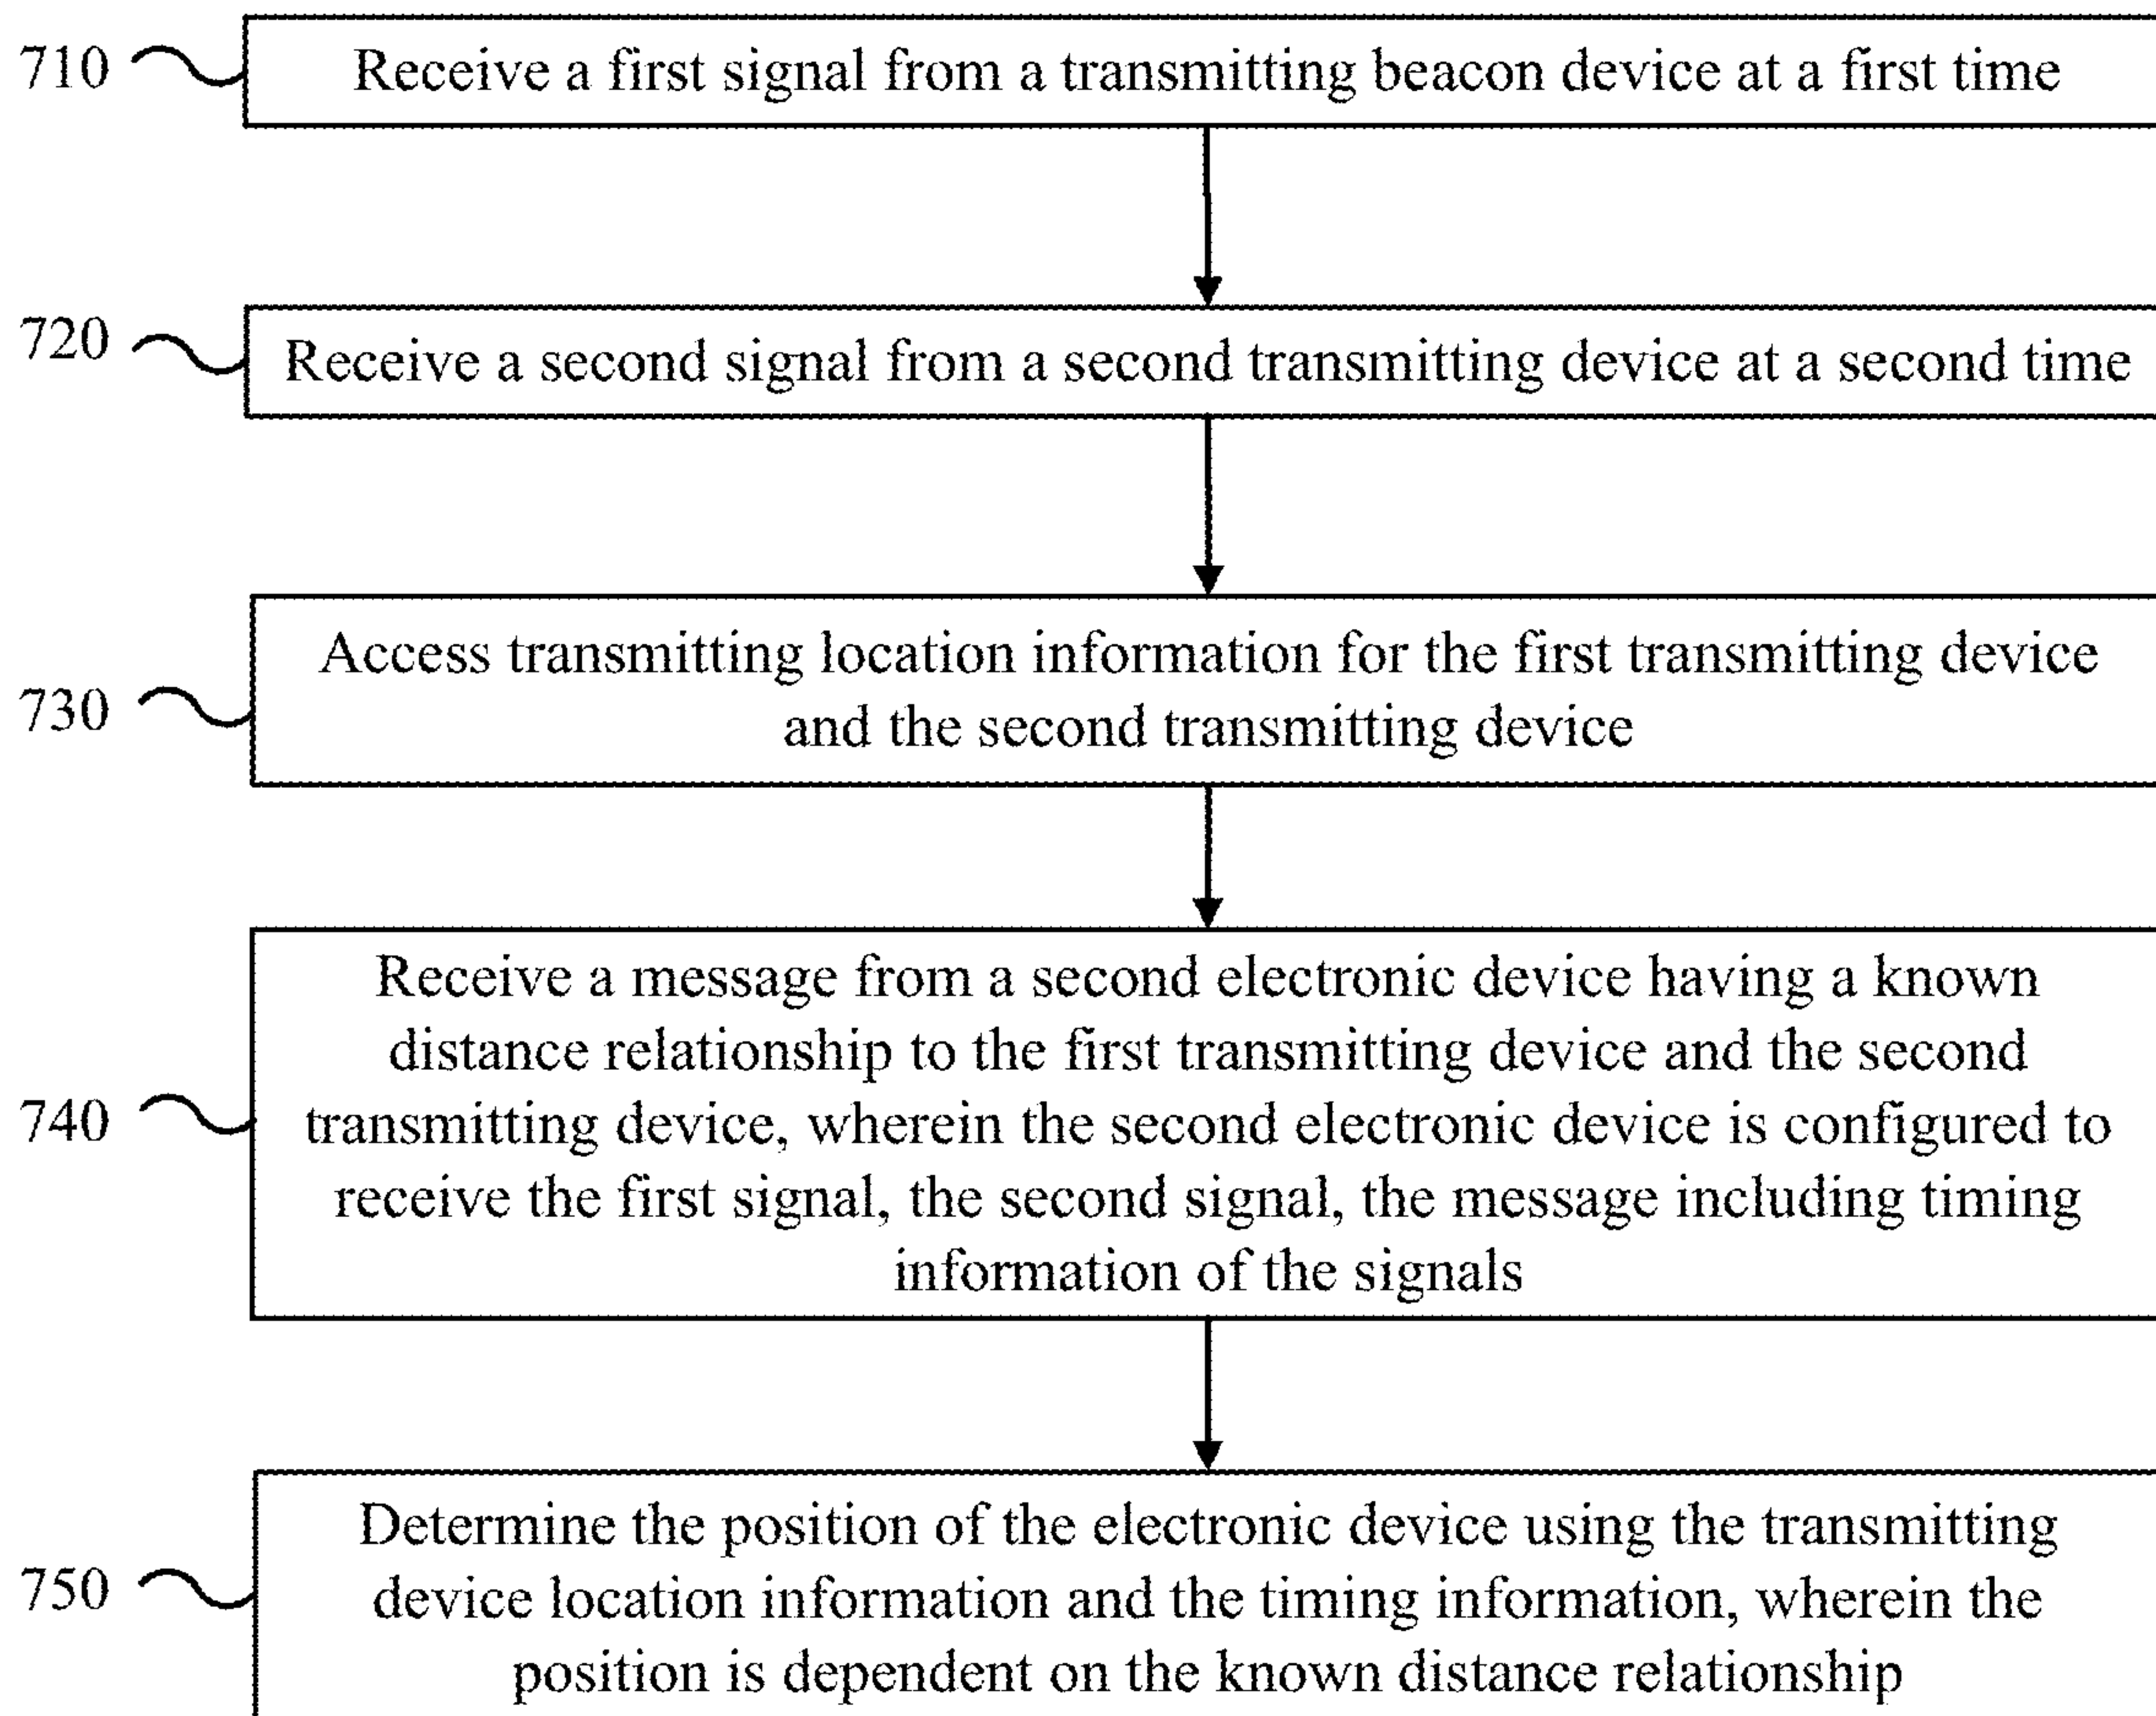 710
Receive a first signal from a transmitting beacon device at a first time
720
Receive a second signal from a second transmitting device at a second time
730
Access transmitting location information for the first transmitting device
and the second transmitting device
740
Receive a message from a second electronic device having a known
distance relationship to the first transmitting device and the second
transmitting device, wherein the second electronic device is configured to
receive the first signal, the second signal, the message including timing
information of the signals
750
Determine the position of the electronic device using the transmitting
device location information and the timing information, wherein the
position is dependent on the known distance relationship